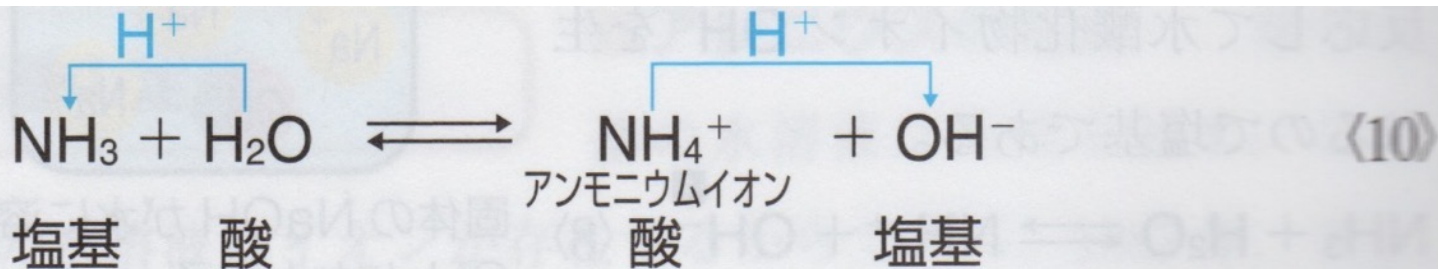 H⁺ H⁺
NH₃ + H₂O ⇄ NH₄⁺ + OH⁻ 〈10〉
アンモニウムイオン
塩基 酸 酸 塩基